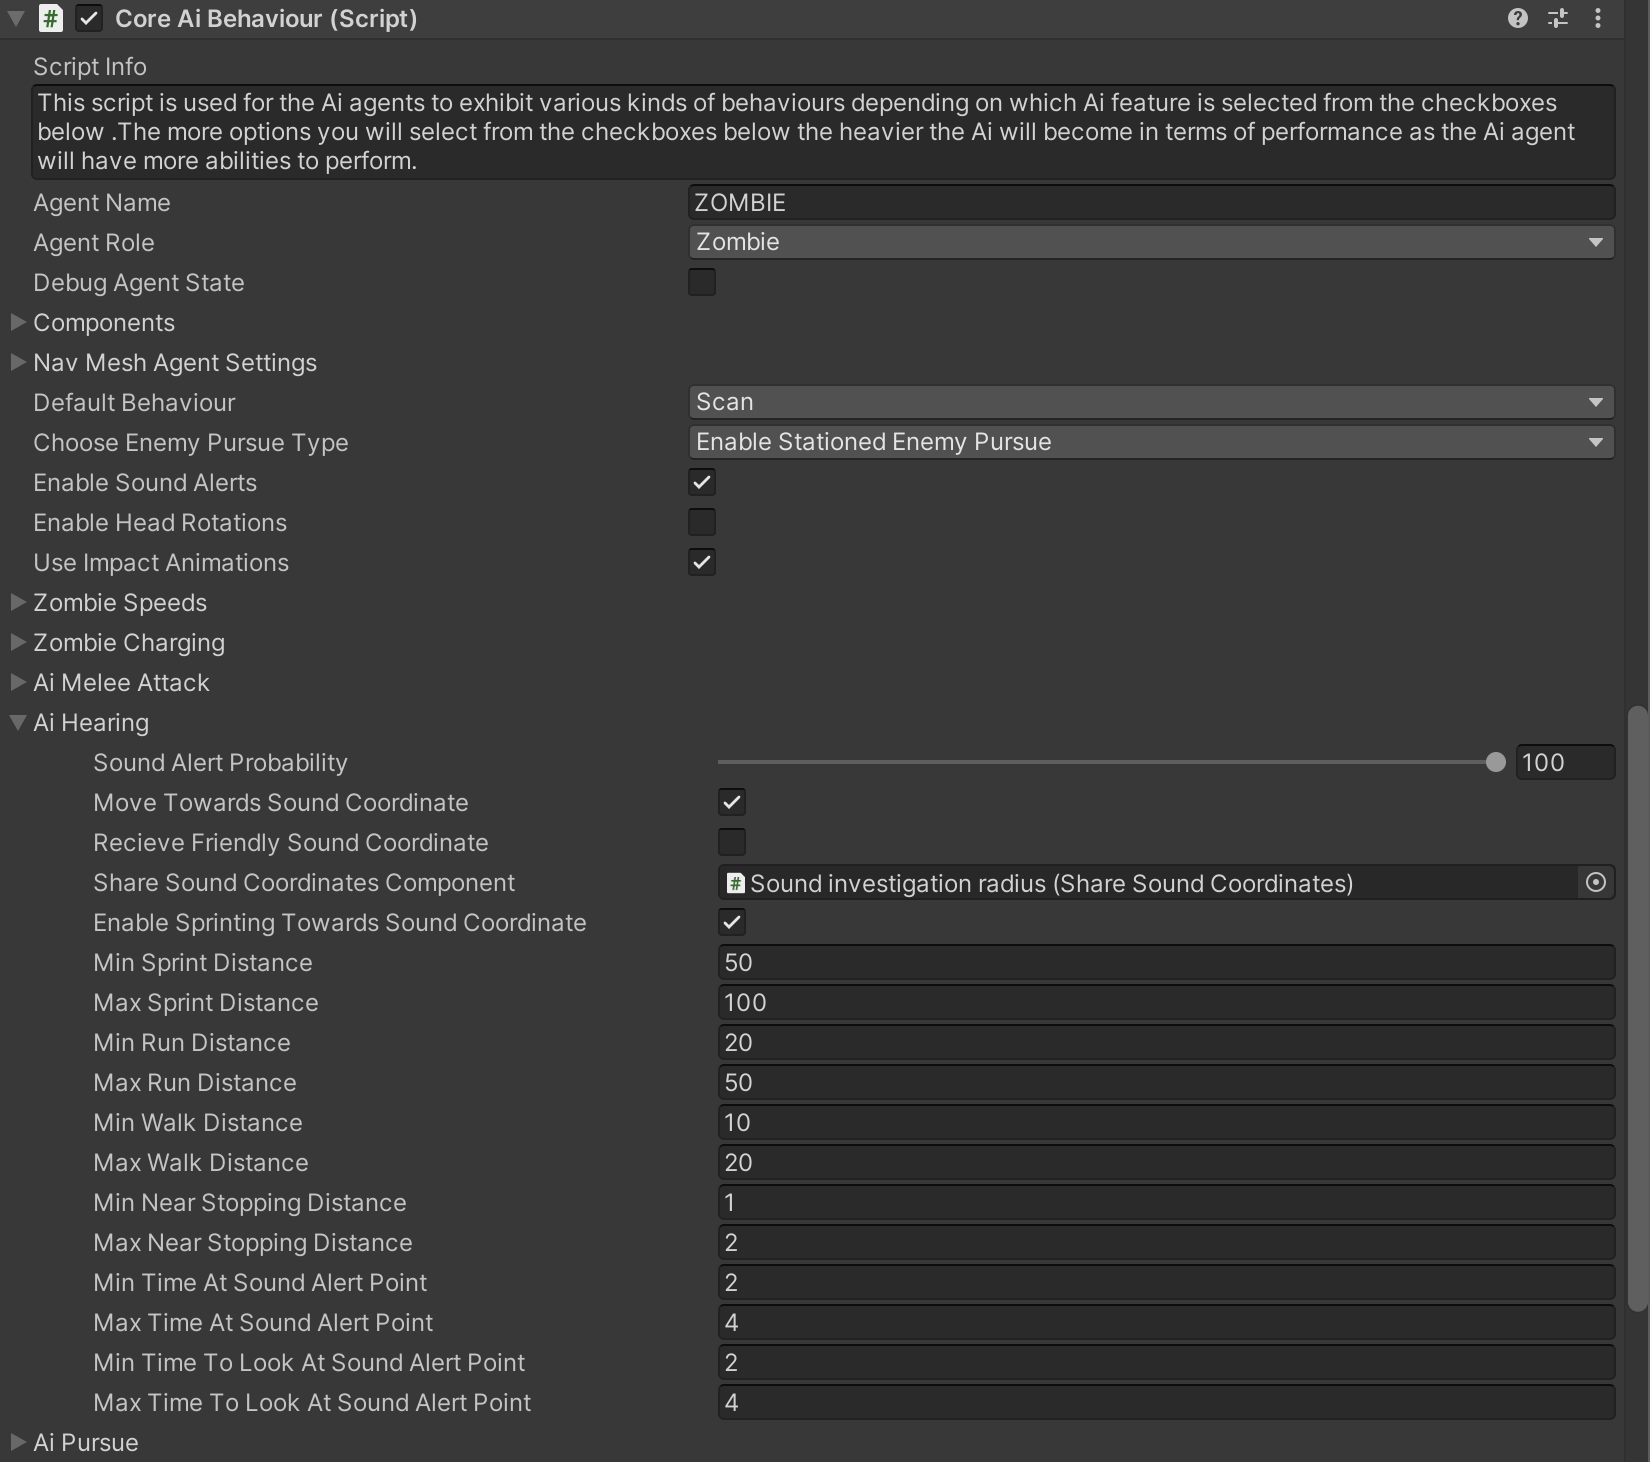 Core Ai Behaviour (Script)
Script Info
This script is used for the Ai agents to exhibit various kinds of behaviours depending on which Ai feature is selected from the checkboxes
below .The more options you will select from the checkboxes below the heavier the Ai will become in terms of performance as the Ai agent
will have more abilities to perform.
Agent Name ZOMBIE
Agent Role Zombie
Debug Agent State
Components
Nav Mesh Agent Settings
Default Behaviour Scan
Choose Enemy Pursue Type Enable Stationed Enemy Pursue
Enable Sound Alerts
Enable Head Rotations
Use Impact Animations
Zombie Speeds
Zombie Charging
Ai Melee Attack
Ai Hearing
Sound Alert Probability 100
Move Towards Sound Coordinate
Recieve Friendly Sound Coordinate
Share Sound Coordinates Component # Sound investigation radius (Share Sound Coordinates)
Enable Sprinting Towards Sound Coordinate
Min Sprint Distance 50
Max Sprint Distance 100
Min Run Distance 20
Max Run Distance 50
Min Walk Distance 10
Max Walk Distance 20
Min Near Stopping Distance 1
Max Near Stopping Distance 2
Min Time At Sound Alert Point 2
Max Time At Sound Alert Point 4
Min Time To Look At Sound Alert Point 2
Max Time To Look At Sound Alert Point 4
Ai Pursue